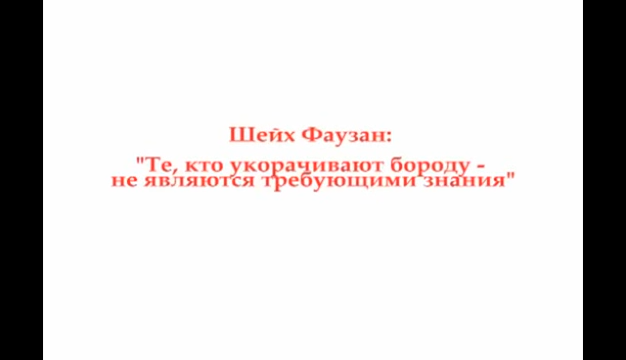 Шейх Фаузан:
"Те, кто укорачивают бороду -
не являются требующими знания"